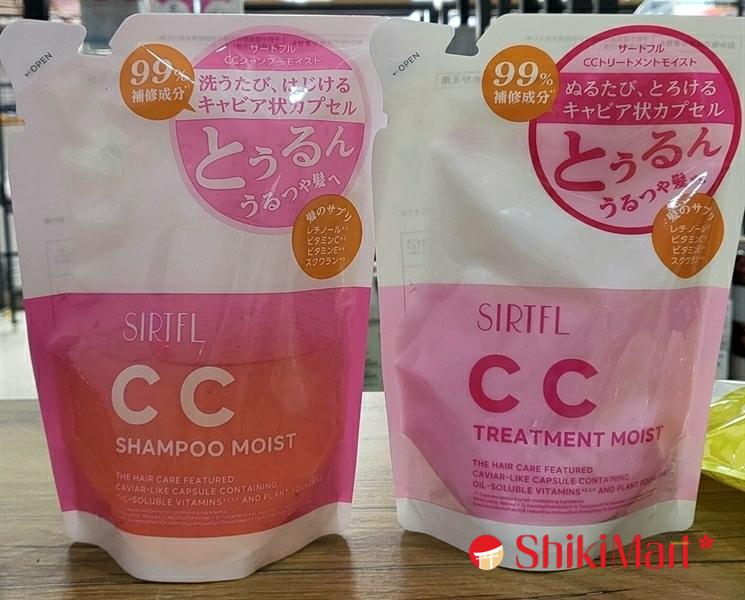 OPEN
99%
補修成分
サートフル
CCシャンプーモイスト
洗うたび、はじける
キャビア状カプセル
とぅるん
うるつや髪へ
髪のサプリ
レチノール
ビタミンC
ビタミンE
スクワラン
SIRTFL
CC
SHAMPOO MOIST
THE HAIR CARE FEATURED
CAVIAR-LIKE CAPSULE CONTAINING
OIL-SOLUBLE VITAMINS AND PLANT
OPEN
99%
補修成分
サートフル
CCトリートメントモイスト
ぬるたび、とろける
キャビア状カプセル
とぅるん
うるつや髪へ
髪のサプリ
レチノール
ビタミンC
ビタミンE
スクワラン
SIRTFL
CC
TREATMENT MOIST
THE HAIR CARE FEATURED
CAVIAR-LIKE CAPSULE CONTAINING
OIL-SOLUBLE VITAMINS AND PLANT
ShikiMart*